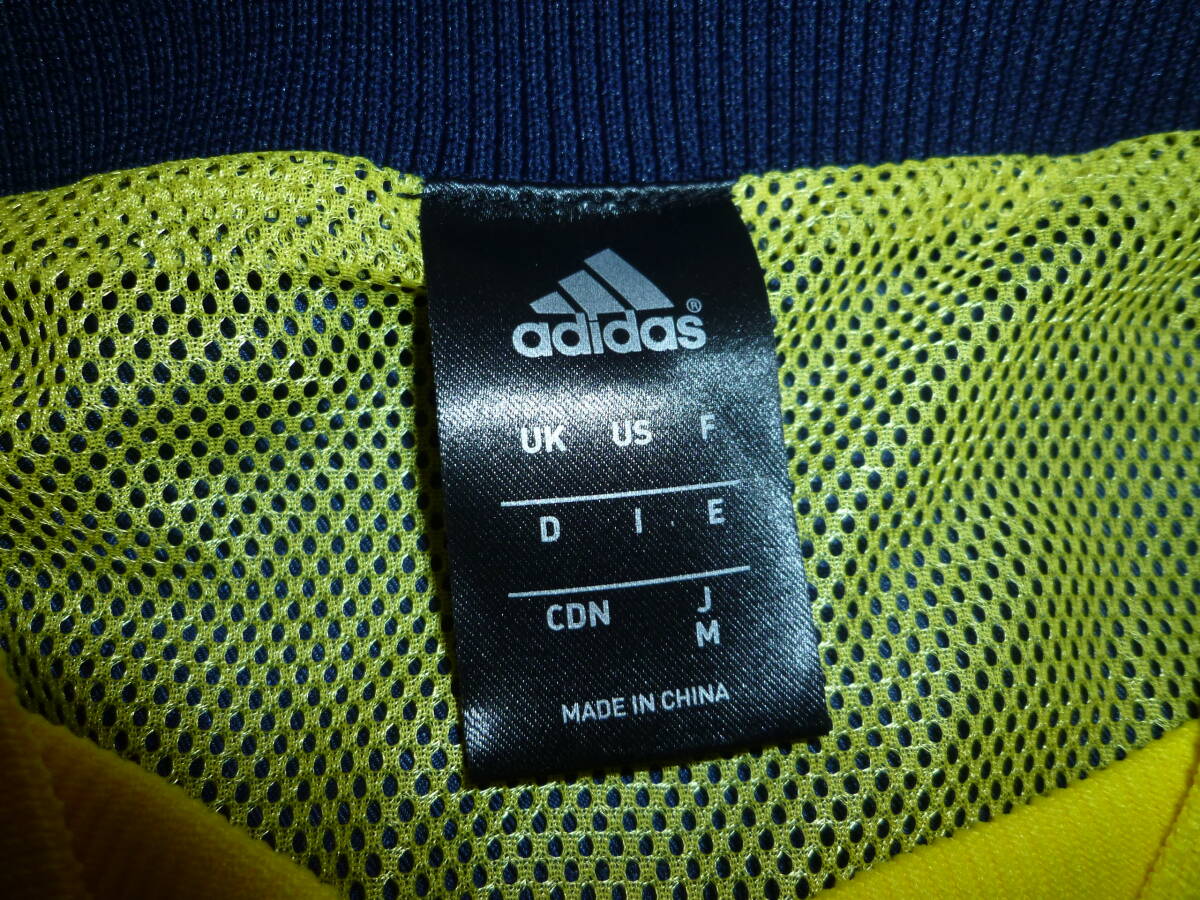 adidas®
UK US F
D I E
CDN J
M
MADE IN CHINA